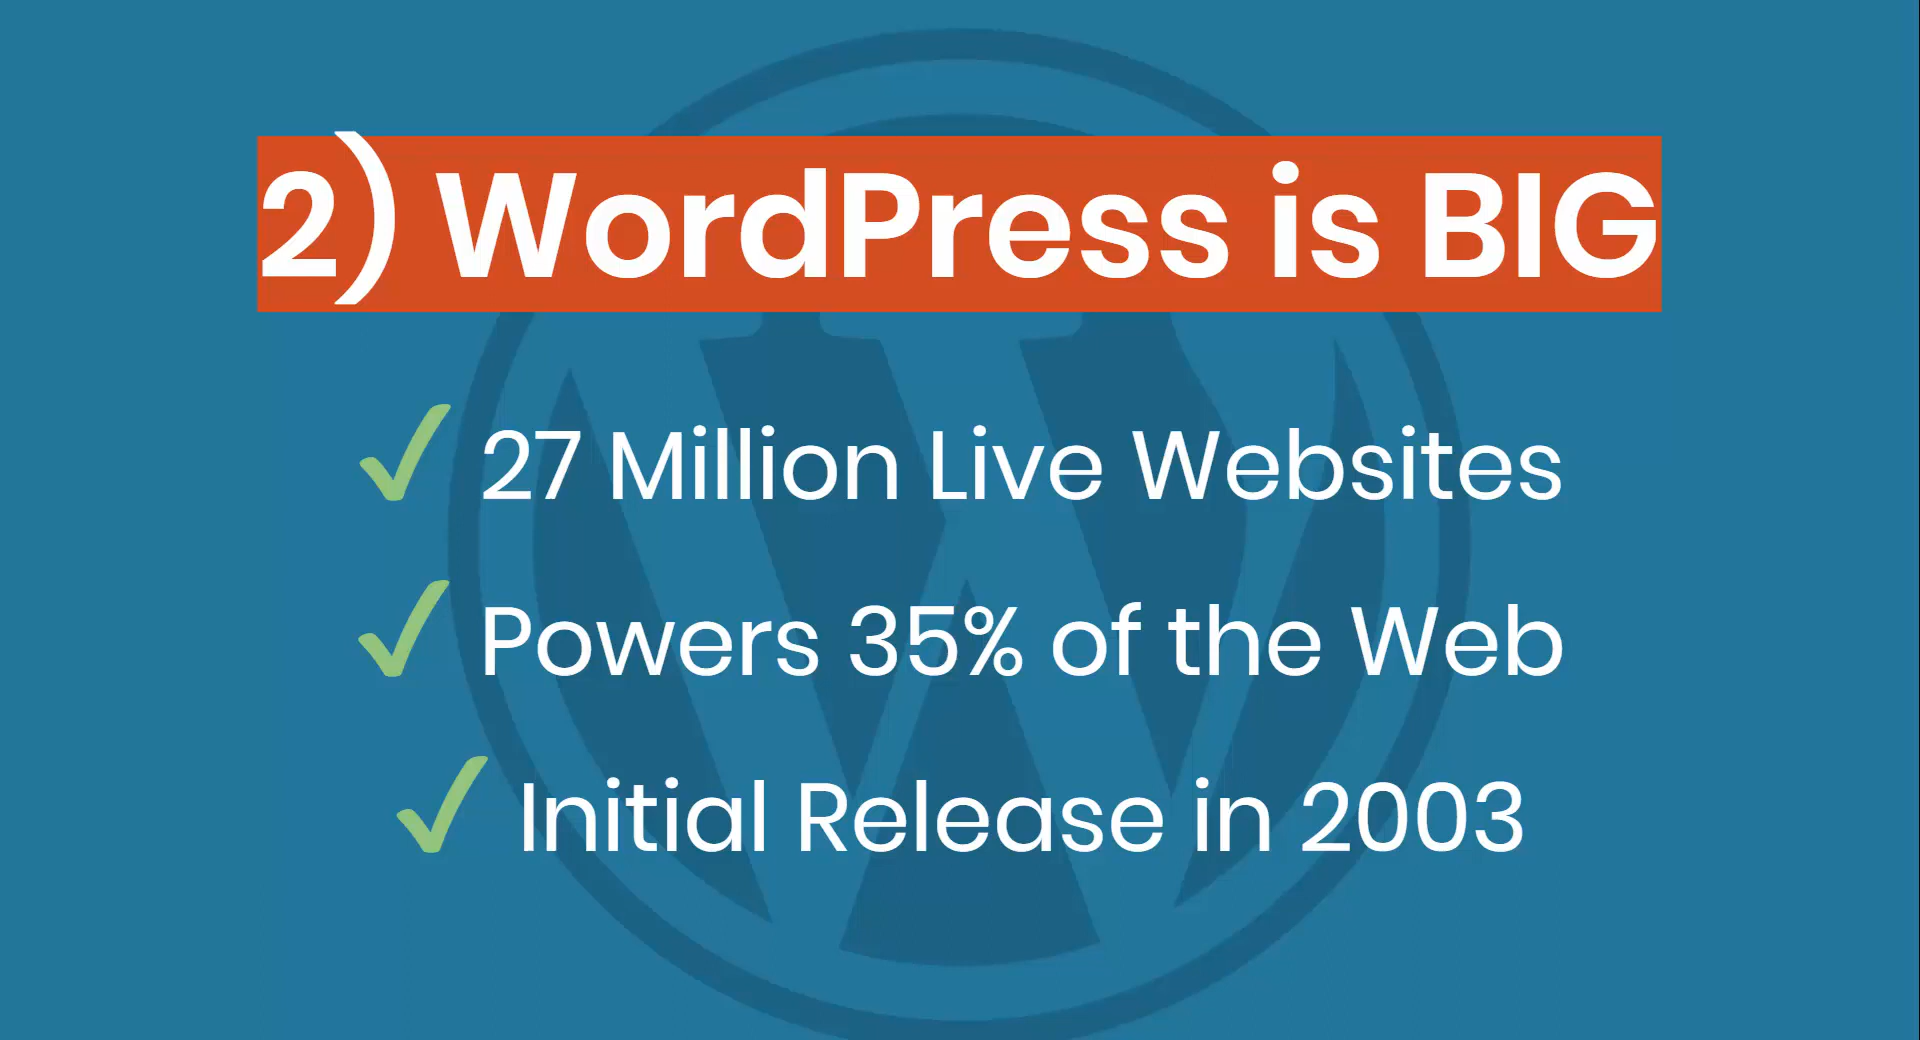 2) WordPress is BIG
✓ 27 Million Live Websites
✓ Powers 35% of the Web
✓ Initial Release in 2003